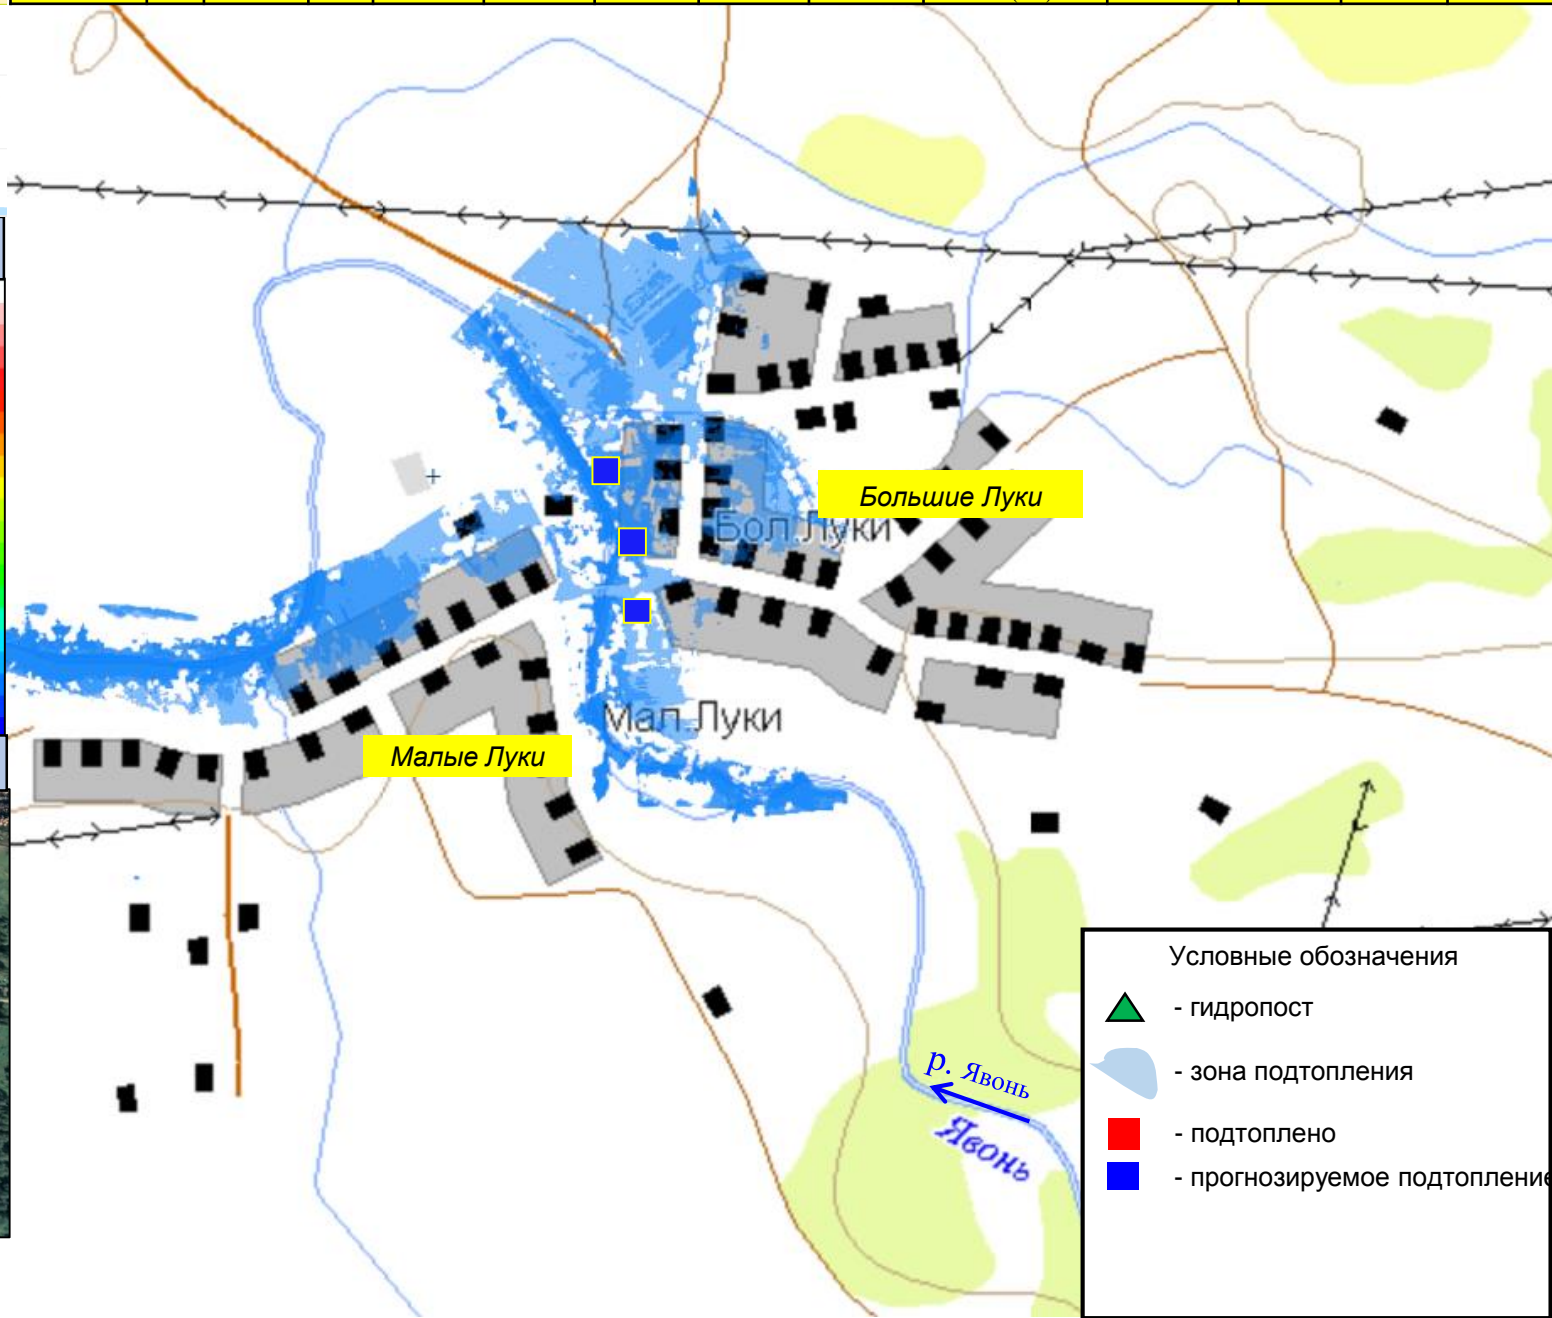 Большие Луки
Бол.Луки
Мал.Луки
Малые Луки
р. Явонь
Явонь
Условные обозначения
- гидропост
- зона подтопления
- подтоплено
- прогнозируемое подтопление